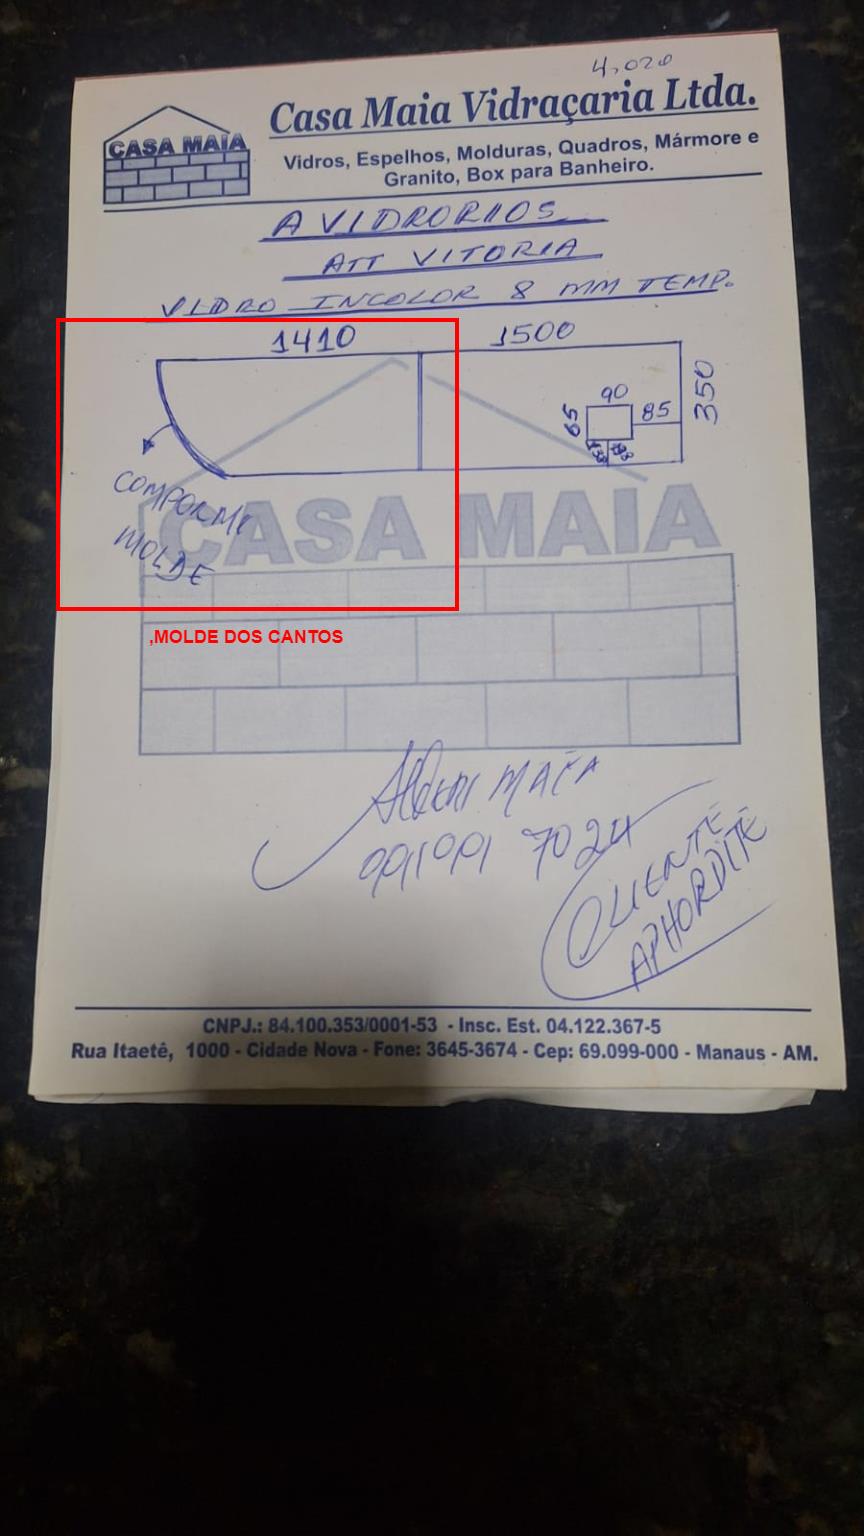 4,020
CASA MAIA
Casa Maia Vidraçaria Ltda.
Vidros, Espelhos, Molduras, Quadros, Mármore e
Granito, Box para Banheiro.
A VIDRORIOS
ATT VITORIA
VIDRO INCOLOR 8 MM TEMP.
1410
1500
350
90
65
85
COMFORME
MOLDE
CASA MAIA
,MOLDE DOS CANTOS
MAIA
7024
CLIENTE
APHORDITE
CNPJ.: 84.100.353/0001-53 - Insc. Est. 04.122.367-5
Rua Itaetê, 1000 - Cidade Nova - Fone: 3645-3674 - Cep: 69.099-000 - Manaus - AM.